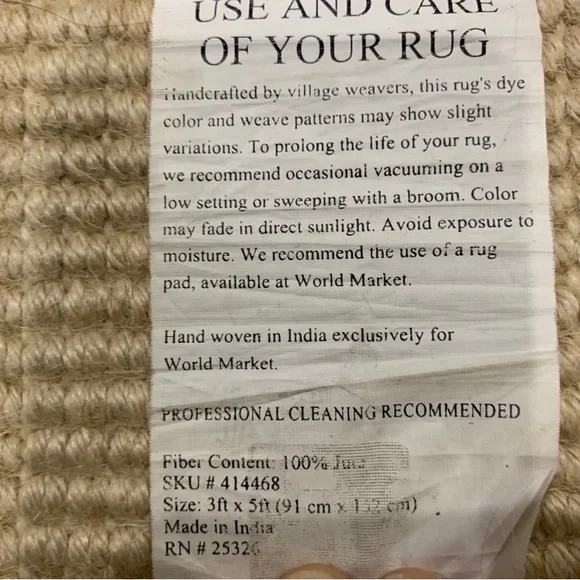 USE AND CARE
OF YOUR RUG
Handcrafted by village weavers, this rug's dye
color and weave patterns may show slight
variations. To prolong the life of your rug,
we recommend occasional vacuuming on a
low setting or sweeping with a broom. Color
may fade in direct sunlight. Avoid exposure to
moisture. We recommend the use of a rug
pad, available at World Market.
Hand woven in India exclusively for
World Market.
PROFESSIONAL CLEANING RECOMMENDED
Fiber Content: 100% Jute
SKU # 414468
Size: 3ft x 5ft (91 cm x 152 cm)
Made in India
RN #